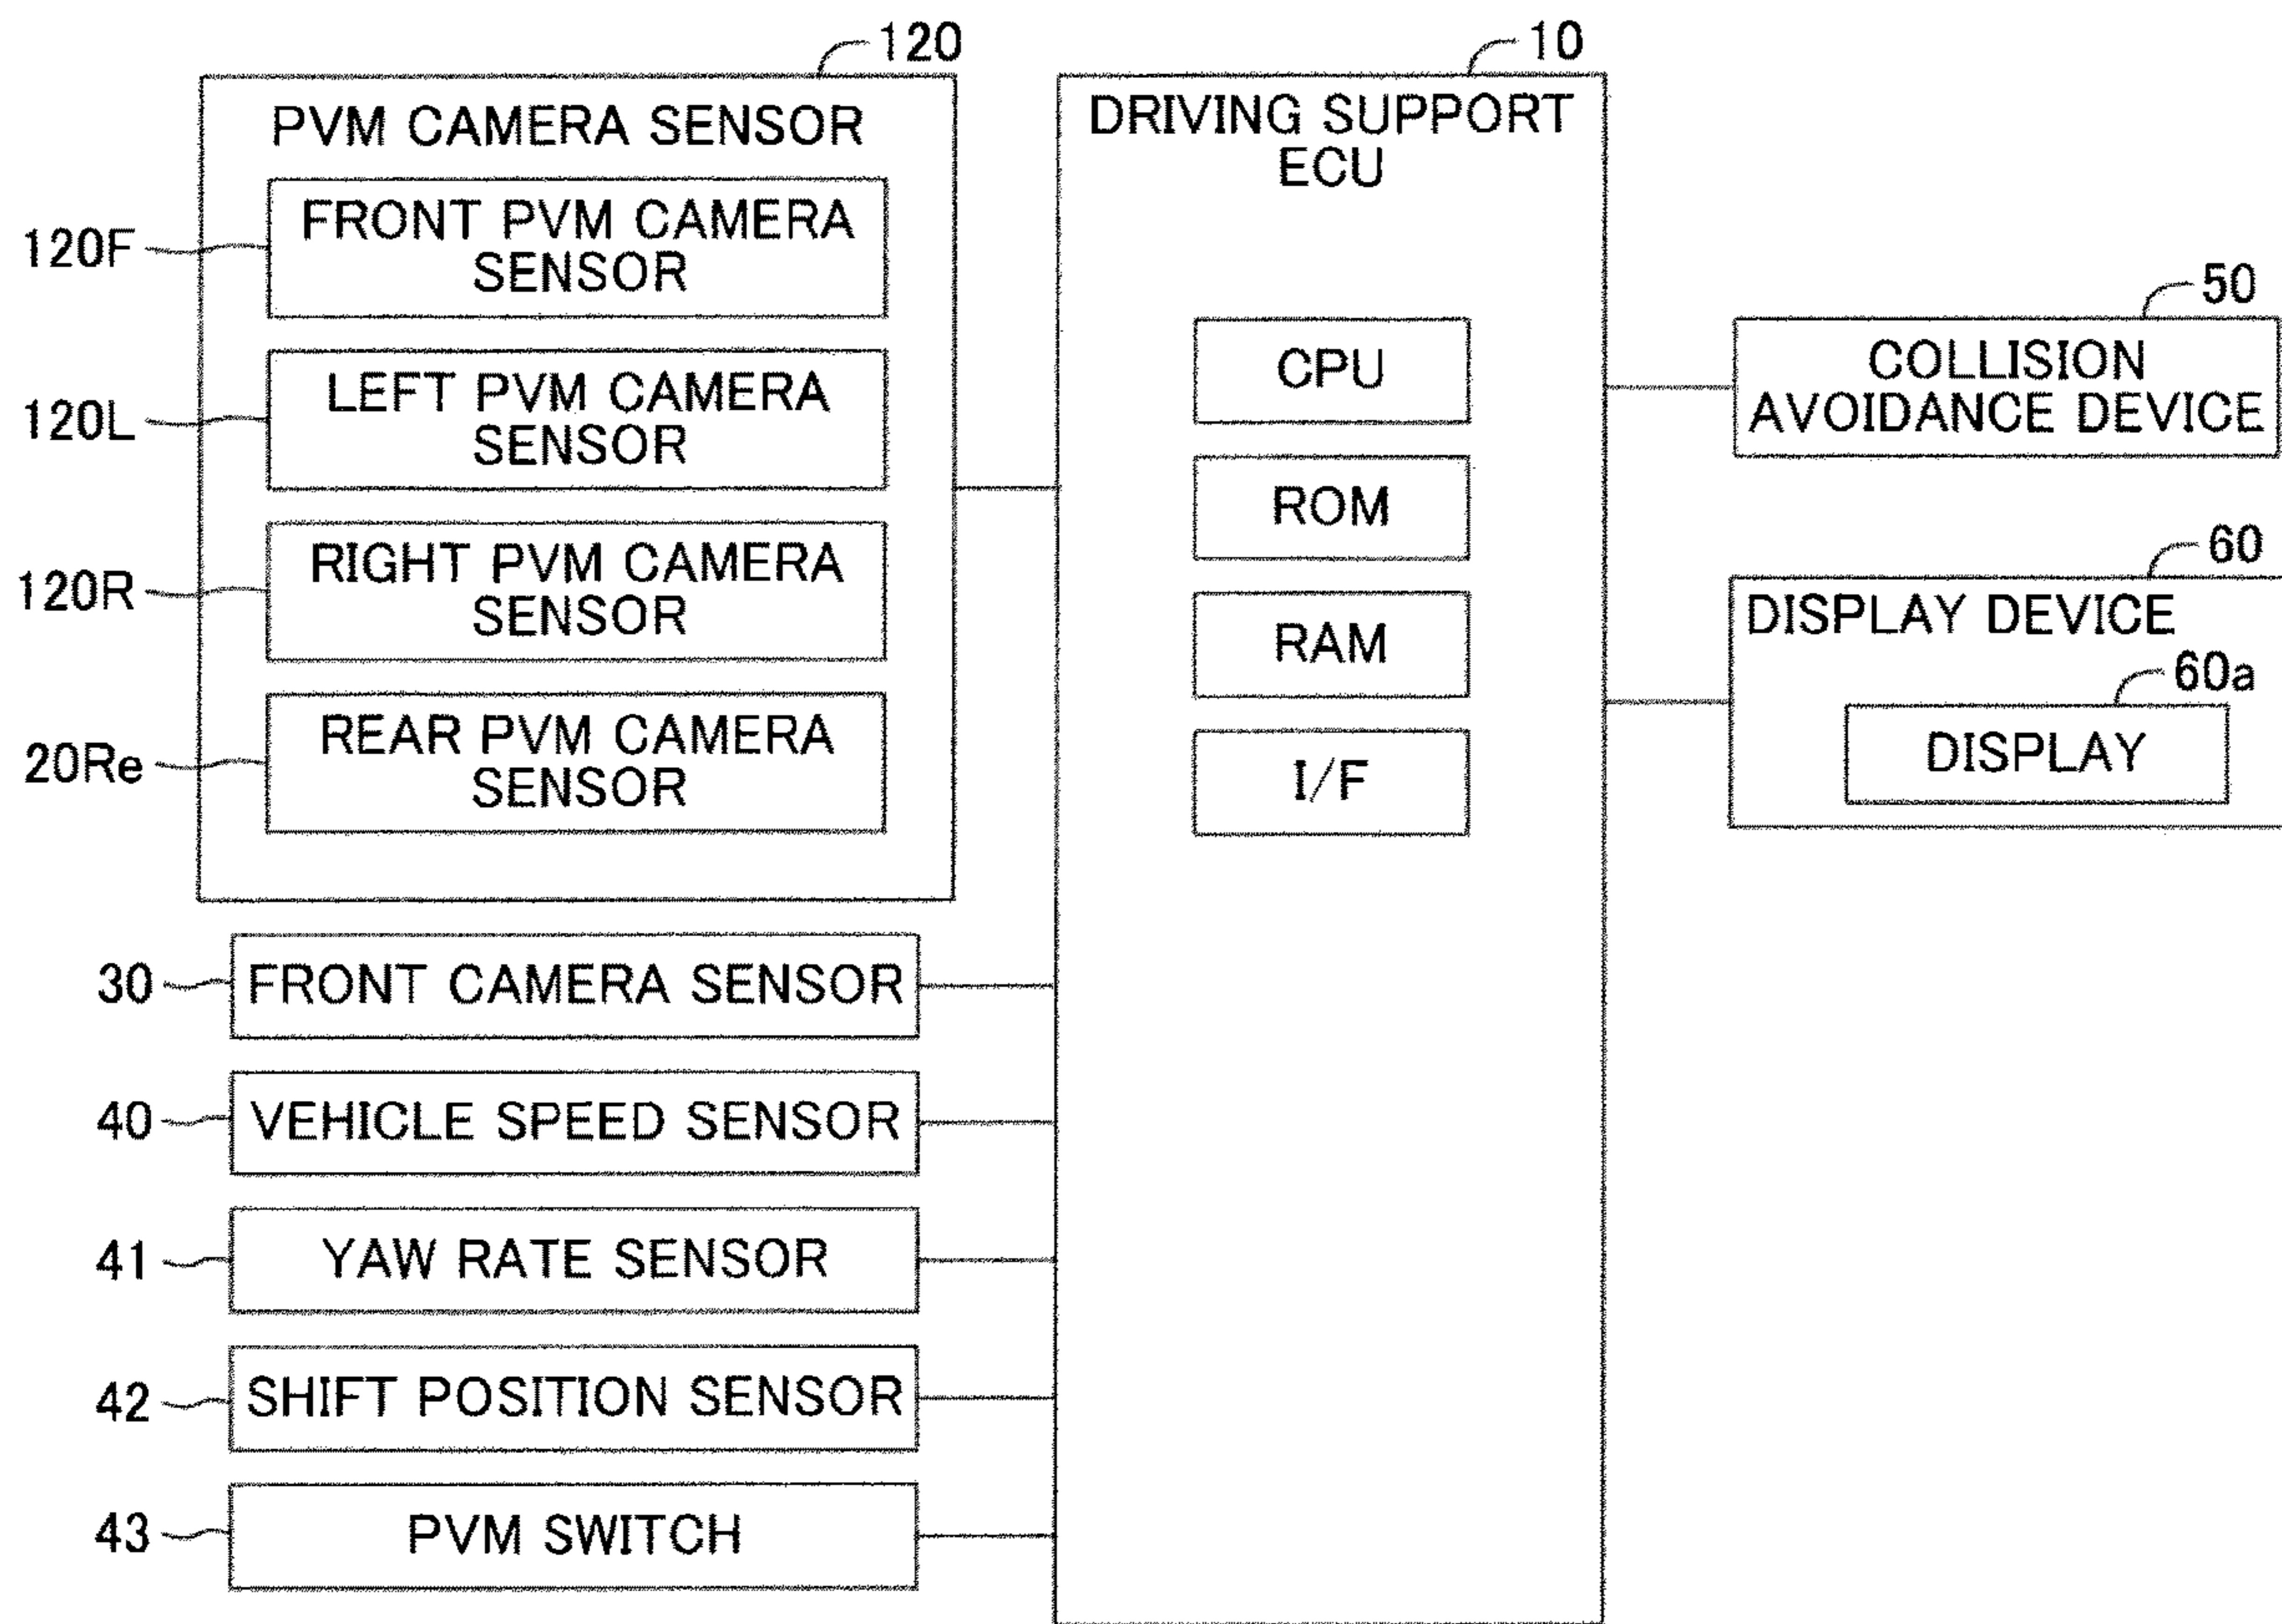 120
PVM CAMERA SENSOR
120F
FRONT PVM CAMERA
SENSOR
120L
LEFT PVM CAMERA
SENSOR
120R
RIGHT PVM CAMERA
SENSOR
20Re
REAR PVM CAMERA
SENSOR
30
FRONT CAMERA SENSOR
40
VEHICLE SPEED SENSOR
41
YAW RATE SENSOR
42
SHIFT POSITION SENSOR
43
PVM SWITCH
10
DRIVING SUPPORT
ECU
CPU
ROM
RAM
I/F
50
COLLISION
AVOIDANCE DEVICE
60
DISPLAY DEVICE
60a
DISPLAY